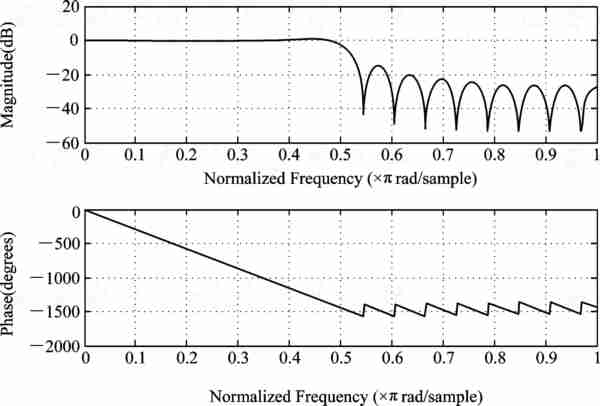 Magnitude(dB)
20
0
−20
−40
−60
0 0.1 0.2 0.3 0.4 0.5 0.6 0.7 0.8 0.9 1
Normalized Frequency (×π rad/sample)
Phase(degrees)
0
−500
−1000
−1500
−2000
0 0.1 0.2 0.3 0.4 0.5 0.6 0.7 0.8 0.9 1
Normalized Frequency (×π rad/sample)